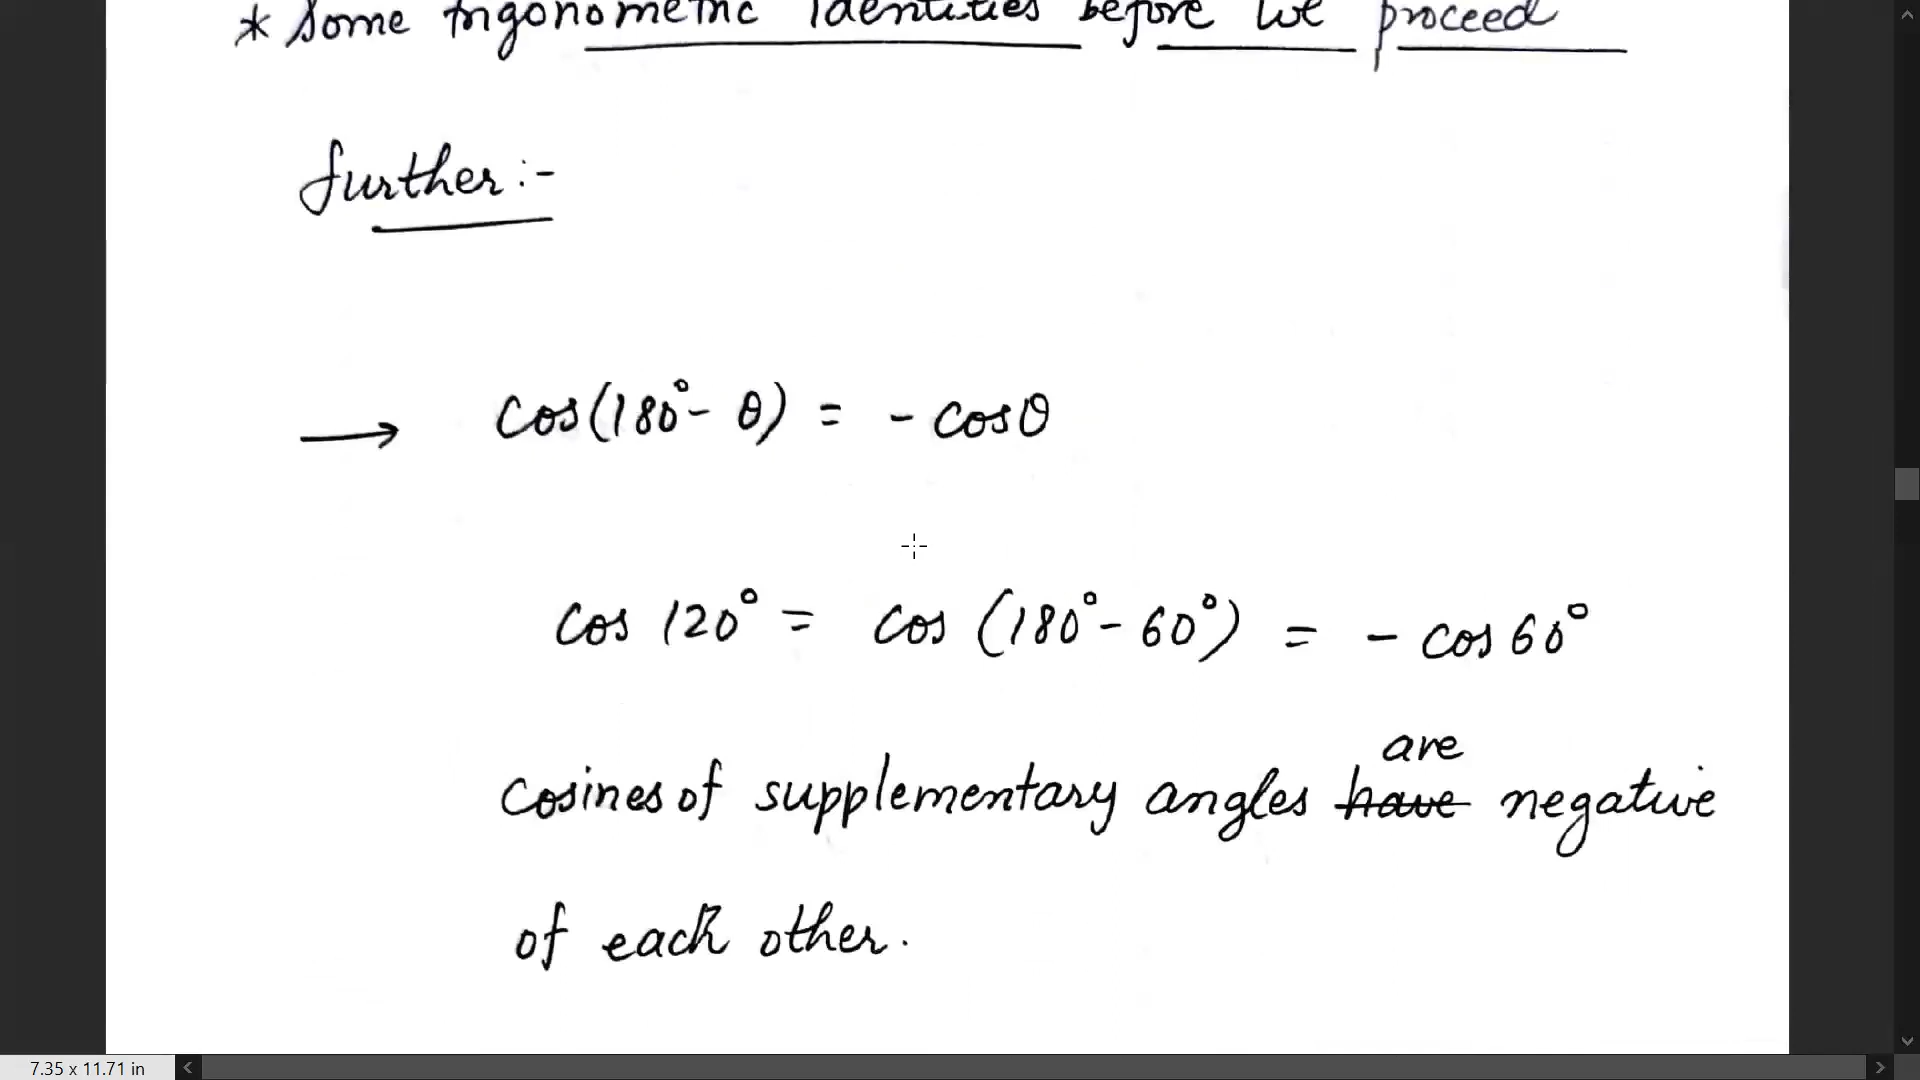 * Some trigonometric identities before we proceed
further :-
→ cos(180° - θ) = - cosθ
cos 120° = cos (180° - 60°) = - cos 60°
are
cosines of supplementary angles have negative
of each other.
7.35 x 11.71 in